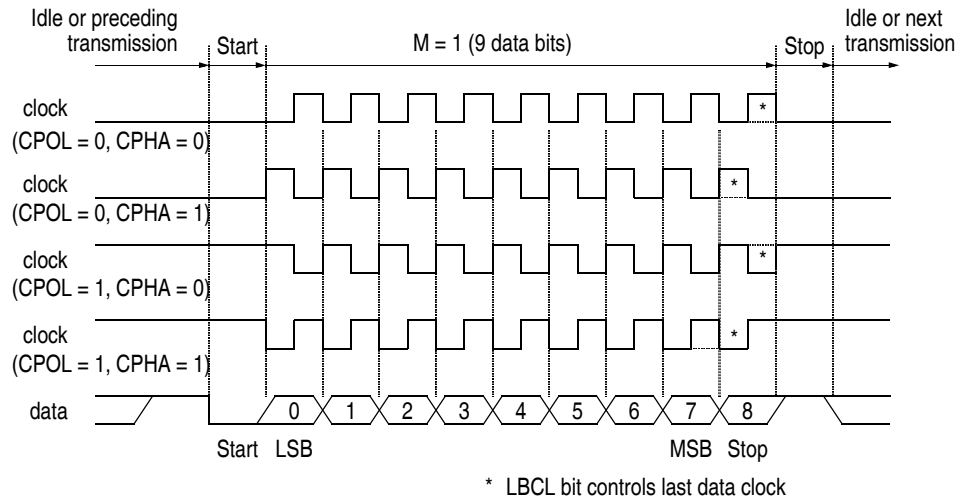 Idle or preceding
transmission
Start
M = 1 (9 data bits)
Stop
Idle or next
transmission
clock
(CPOL = 0, CPHA = 0)
*
clock
(CPOL = 0, CPHA = 1)
*
clock
(CPOL = 1, CPHA = 0)
*
clock
(CPOL = 1, CPHA = 1)
*
data
0 1 2 3 4 5 6 7 8
Start LSB MSB Stop
* LBCL bit controls last data clock